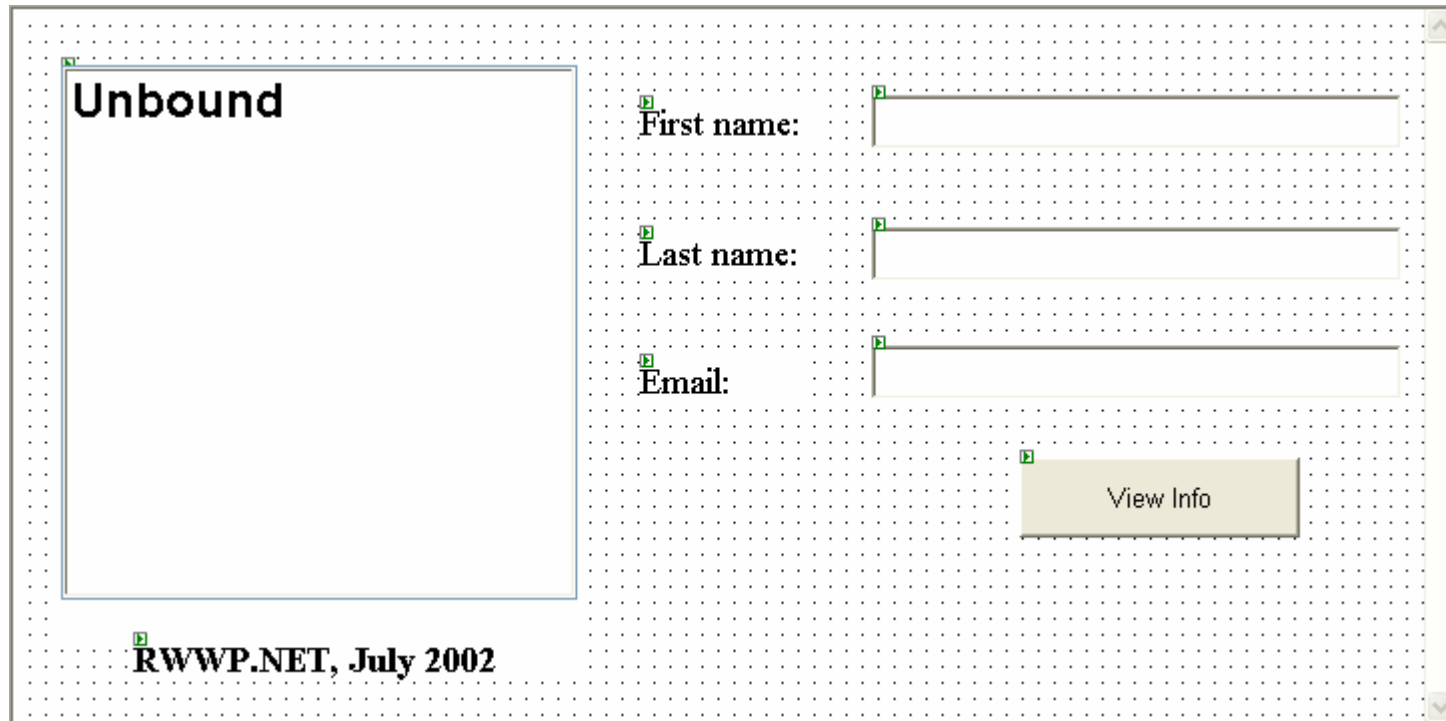 Unbound
First name:
Last name:
Email:
View Info
RWWP.NET, July 2002